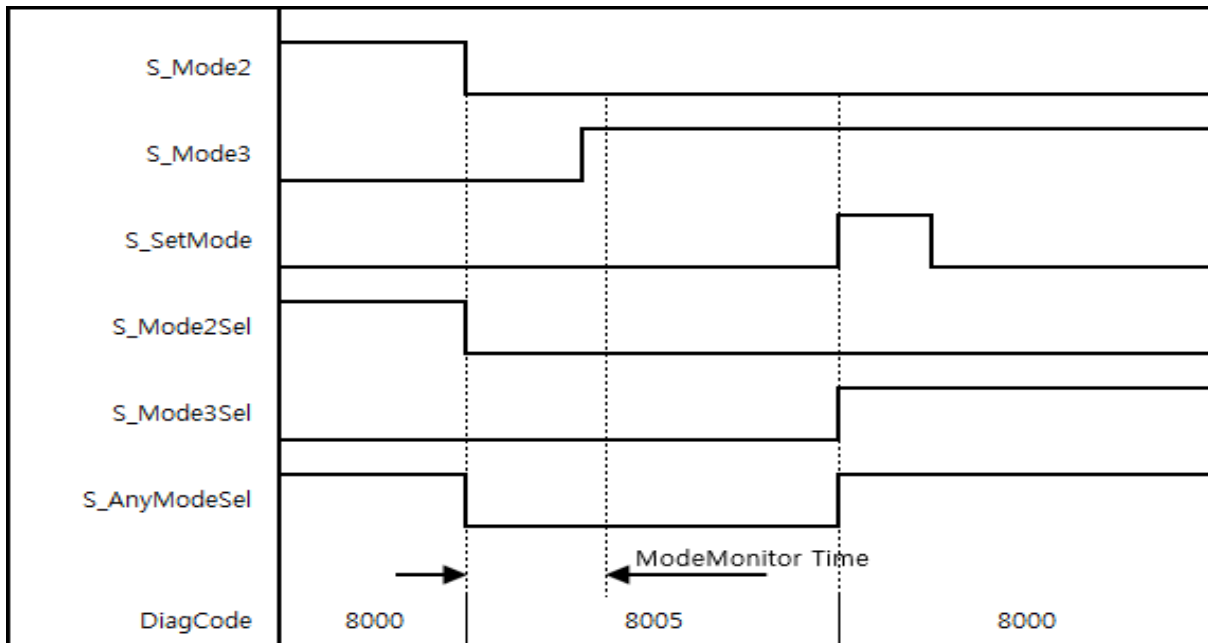 S_Mode2
S_Mode3
S_SetMode
S_Mode2Sel
S_Mode3Sel
S_AnyModeSel
ModeMonitor Time
DiagCode 8000 8005 8000